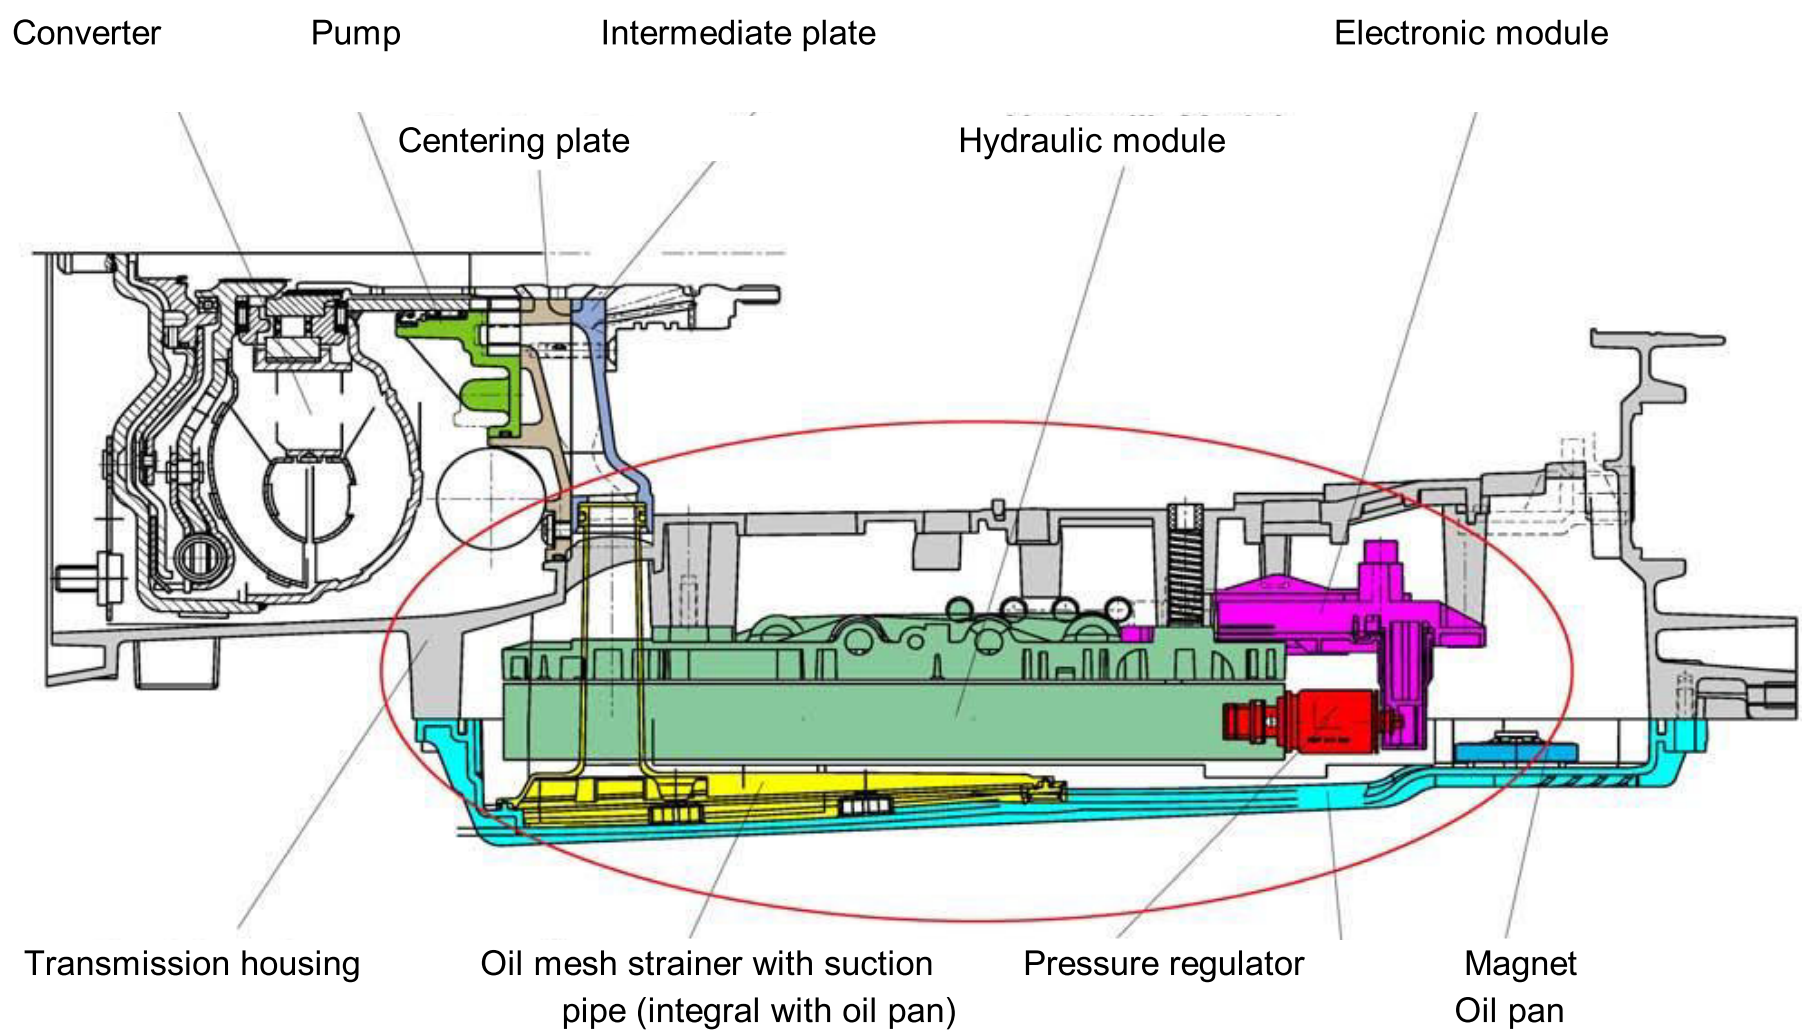 Converter
Pump
Intermediate plate
Electronic module
Centering plate
Hydraulic module
Transmission housing
Oil mesh strainer with suction
pipe (integral with oil pan)
Pressure regulator
Magnet
Oil pan